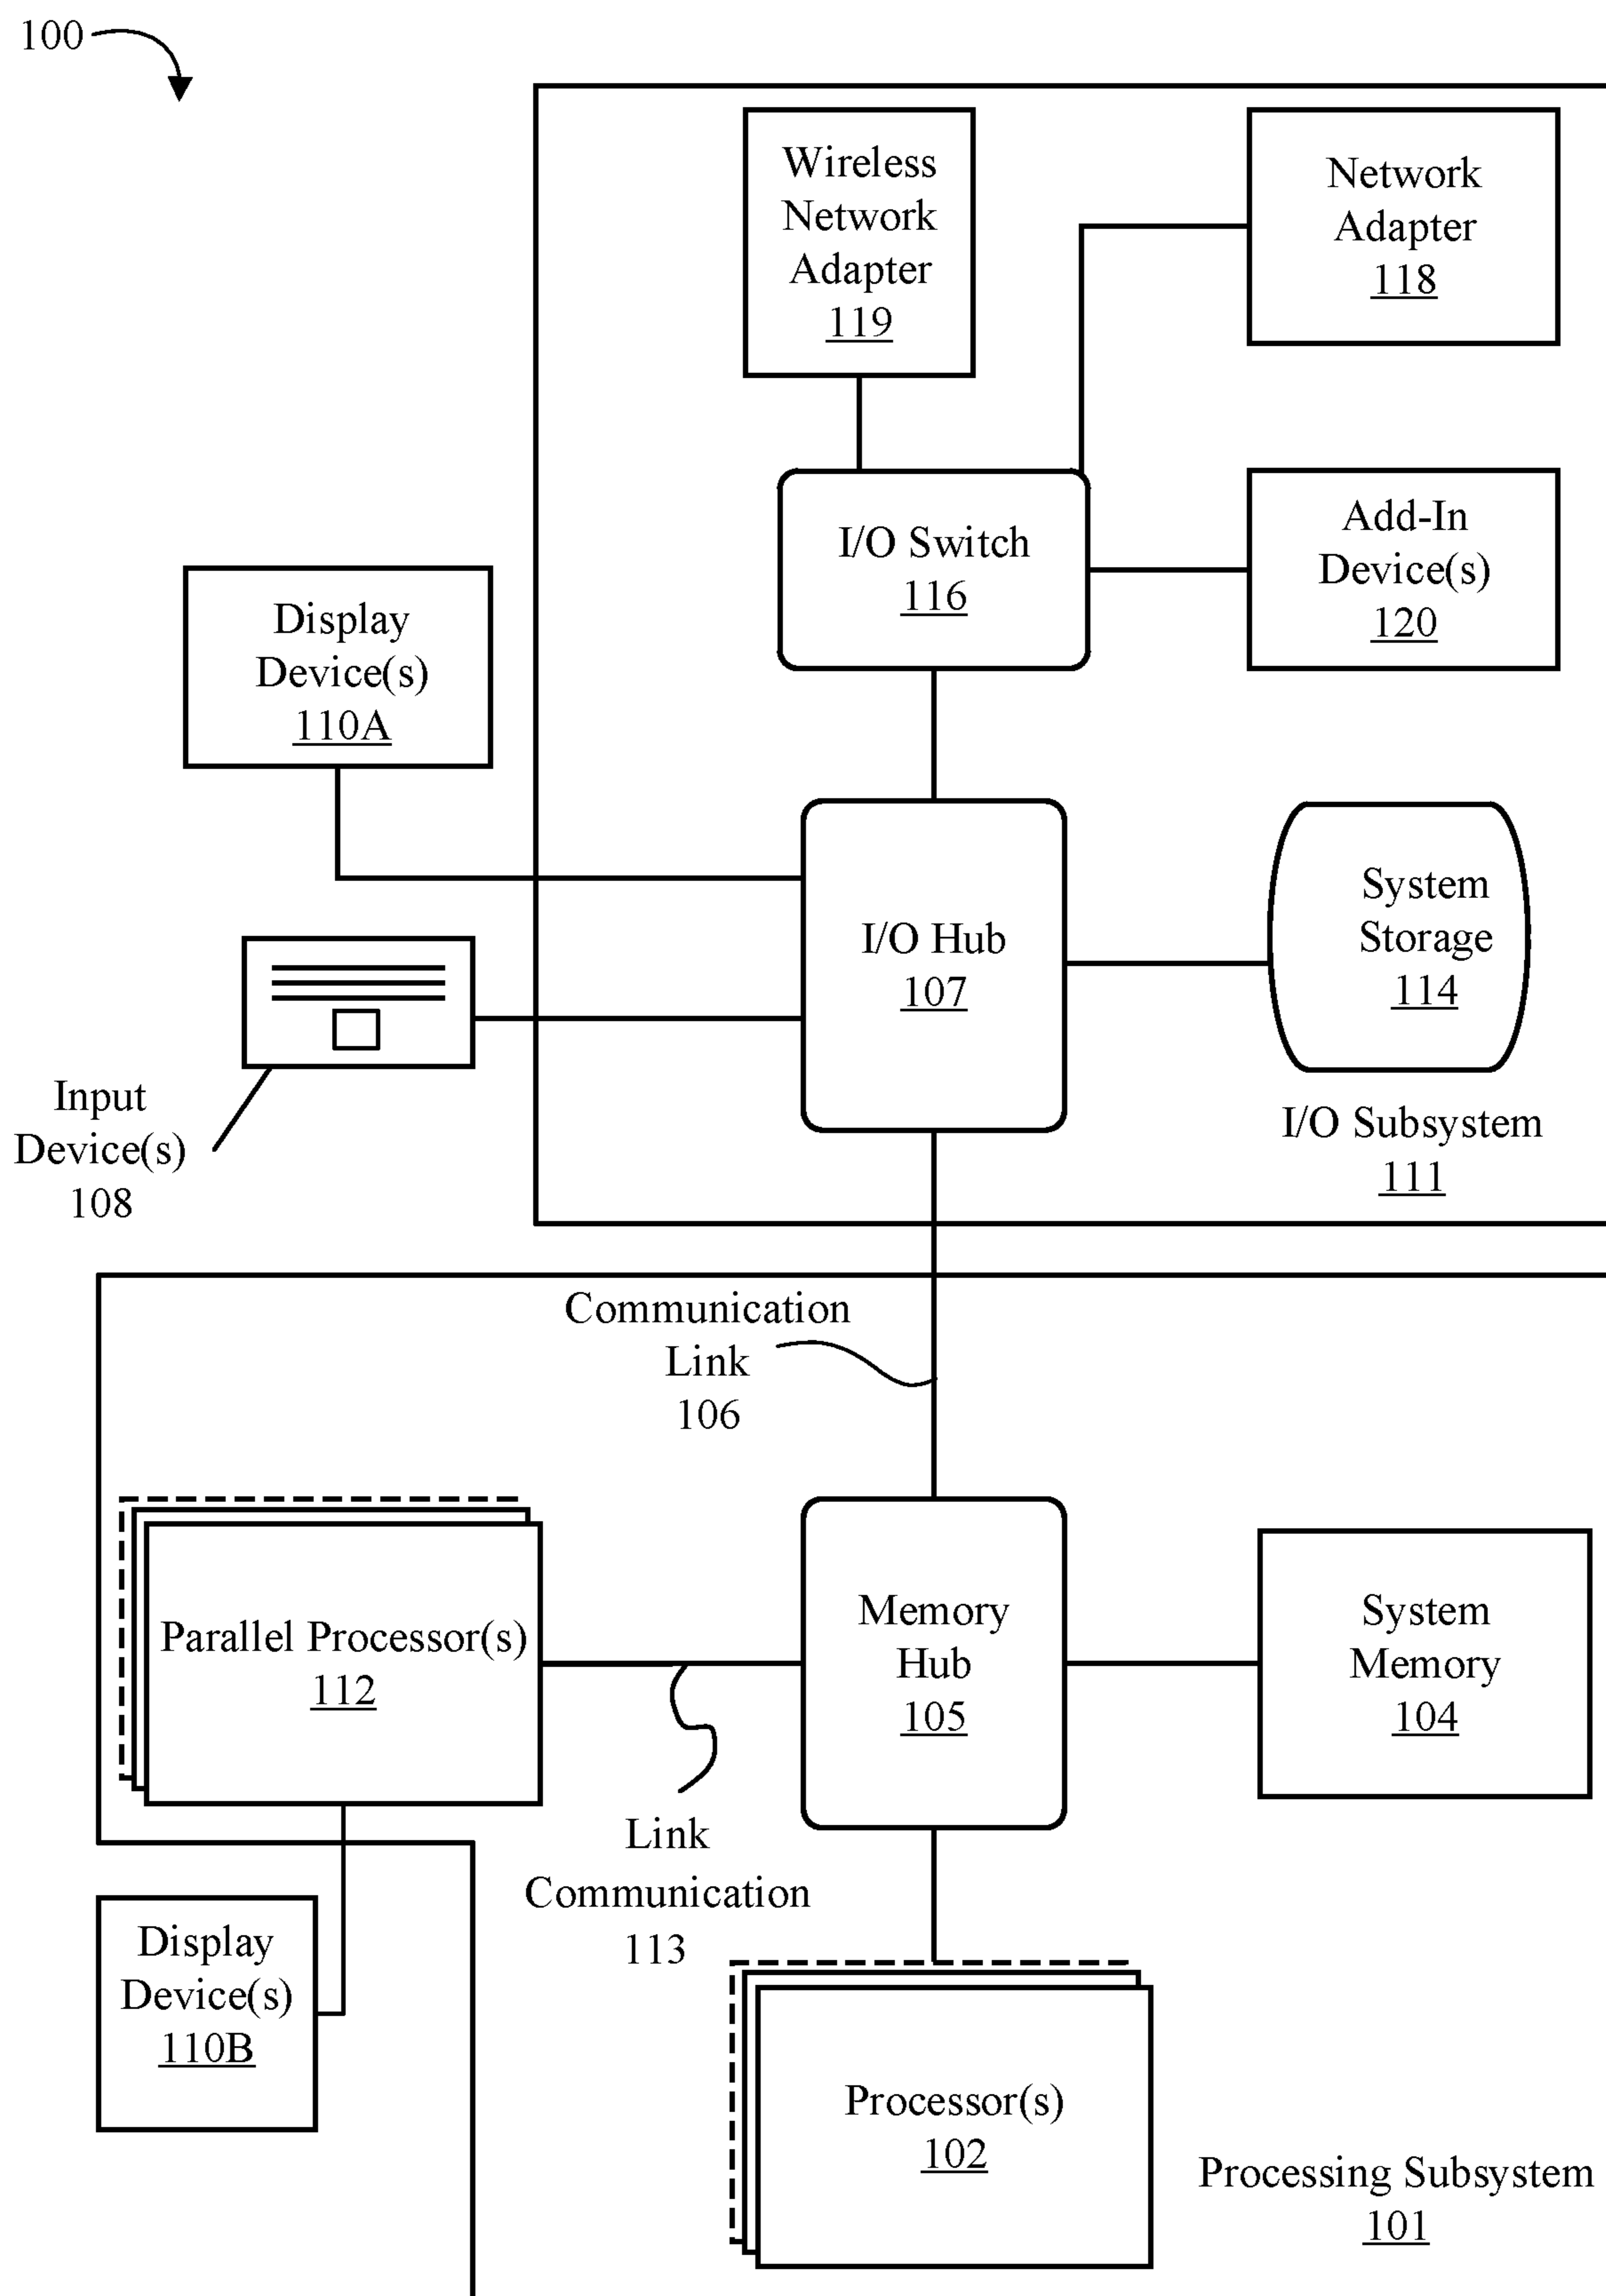 100
Wireless
Network
Adapter
119
Network
Adapter
118
I/O Switch
116
Add-In
Device(s)
120
Display
Device(s)
110A
I/O Hub
107
System
Storage
114
Input
Device(s)
108
I/O Subsystem
111
Communication
Link
106
Parallel Processor(s)
112
Memory
Hub
105
System
Memory
104
Link
Communication
113
Display
Device(s)
110B
Processor(s)
102
Processing Subsystem
101